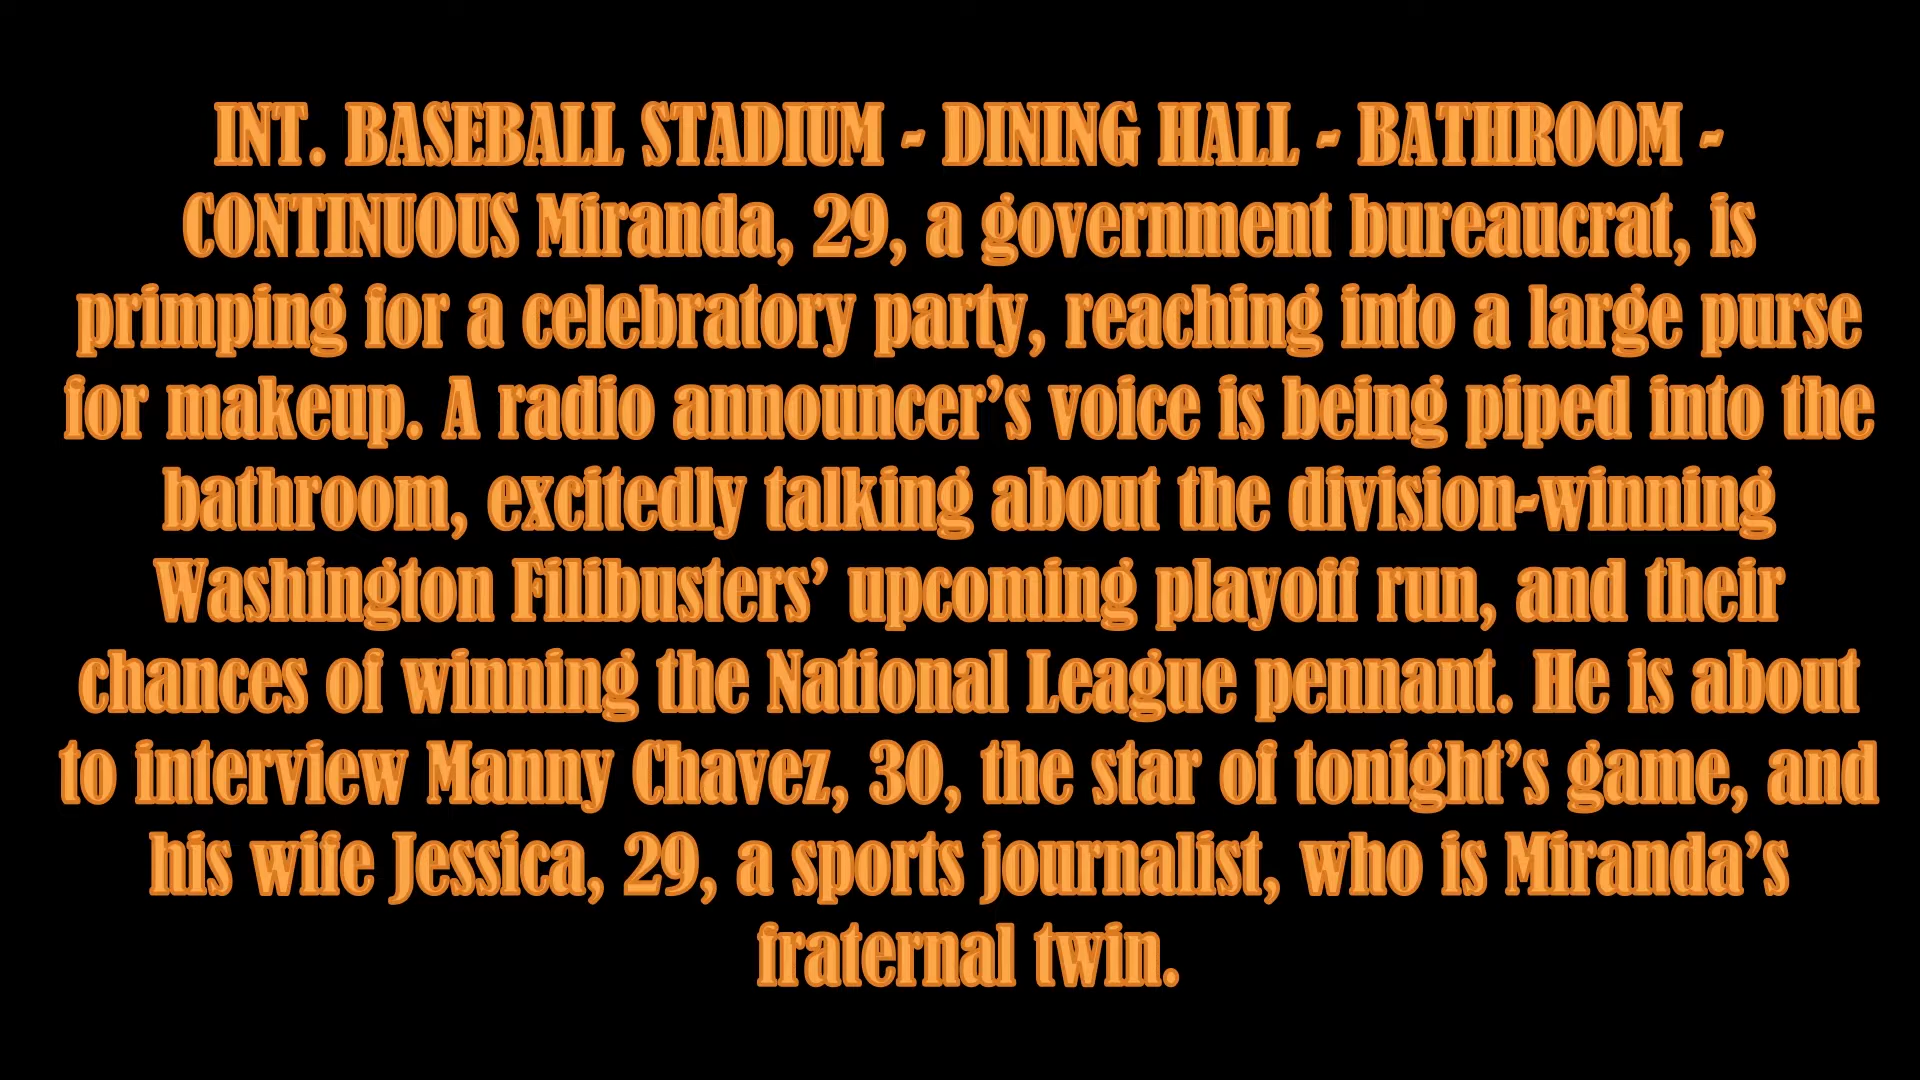 INT. BASEBALL STADIUM - DINING HALL - BATHROOM -
CONTINUOUS Miranda, 29, a government bureaucrat, is
primping for a celebratory party, reaching into a large purse
for makeup. A radio announcer’s voice is being piped into the
bathroom, excitedly talking about the division-winning
Washington Filibusters’ upcoming playoff run, and their
chances of winning the National League pennant. He is about
to interview Manny Chavez, 30, the star of tonight’s game, and
his wife Jessica, 29, a sports journalist, who is Miranda’s
fraternal twin.